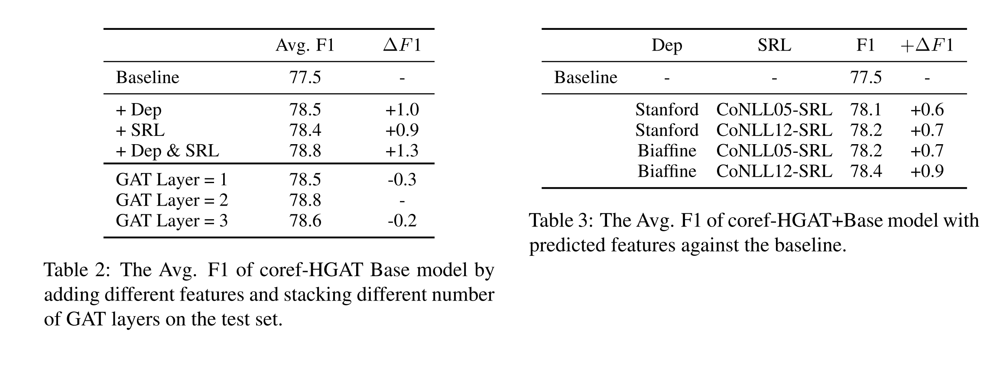 Avg. F1 ΔF1
Baseline 77.5 -
+ Dep 78.5 +1.0
+ SRL 78.4 +0.9
+ Dep & SRL 78.8 +1.3
GAT Layer = 1 78.5 -0.3
GAT Layer = 2 78.8 -
GAT Layer = 3 78.6 -0.2
Table 2: The Avg. F1 of coref-HGAT Base model by
adding different features and stacking different number
of GAT layers on the test set.
Dep SRL F1 +ΔF1
Baseline - - 77.5 -
Stanford CoNLL05-SRL 78.1 +0.6
Stanford CoNLL12-SRL 78.2 +0.7
Biaffine CoNLL05-SRL 78.2 +0.7
Biaffine CoNLL12-SRL 78.4 +0.9
Table 3: The Avg. F1 of coref-HGAT+Base model with
predicted features against the baseline.